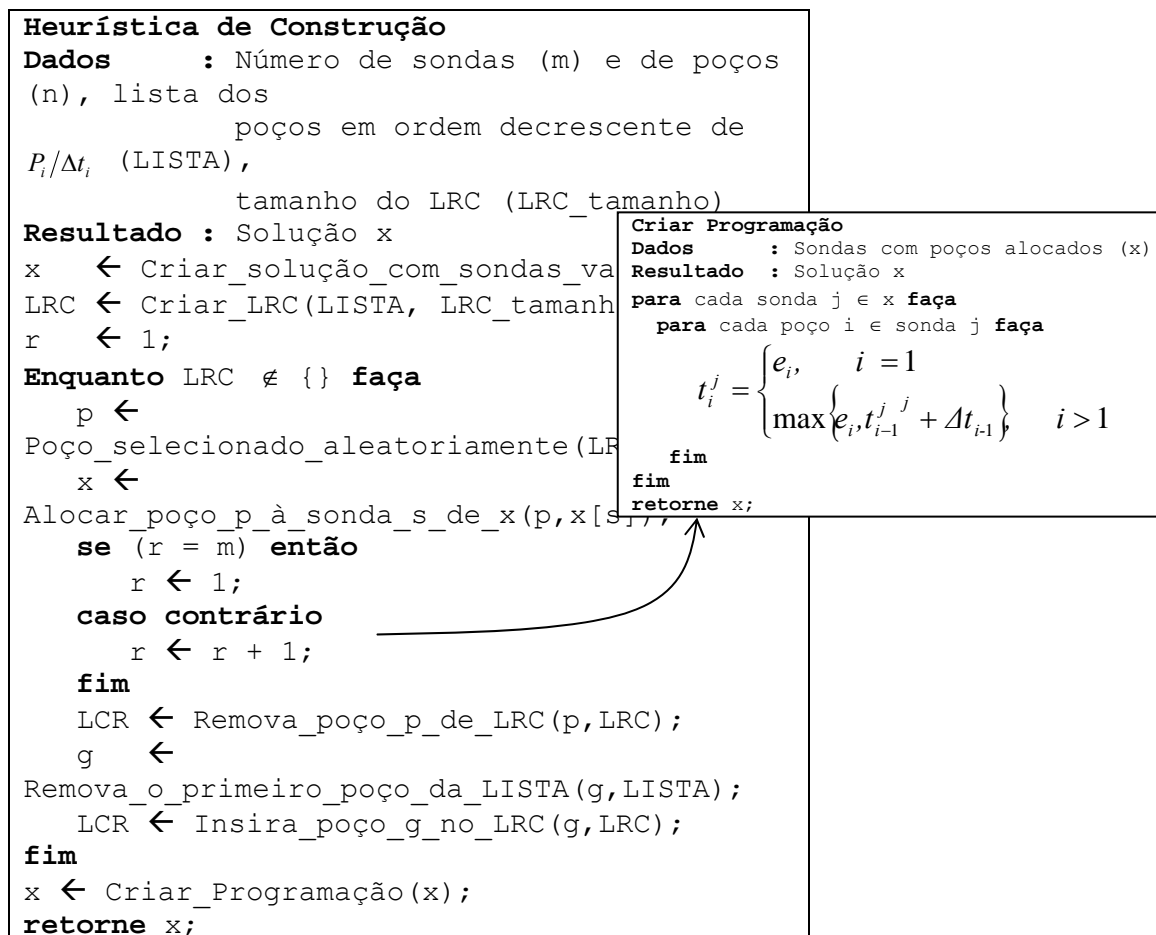 Heurística de Construção
Dados : Número de sondas (m) e de poços
(n), lista dos
poços em ordem decrescente de
P_i/Δt_i (LISTA),
tamanho do LRC (LRC_tamanho)
Resultado : Solução x
x ← Criar_solução_com_sondas_va
LRC ← Criar_LRC(LISTA, LRC_tamanh
r ← 1;
Enquanto LRC ∉ {} faça
p ←
Poço_selecionado_aleatoriamente(LR
x ←
Alocar_poço_p_à_sonda_s_de_x(p,x[s]);
se (r = m) então
r ← 1;
caso contrário
r ← r + 1;
fim
LCR ← Remova_poço_p_de_LRC(p,LRC);
g ←
Remova_o_primeiro_poço_da_LISTA(g,LISTA);
LCR ← Insira_poço_g_no_LRC(g,LRC);
fim
x ← Criar_Programação(x);
retorne x;
Criar Programação
Dados : Sondas com poços alocados (x)
Resultado : Solução x
para cada sonda j ∈ x faça
para cada poço i ∈ sonda j faça
t_i^j = { e_i, i = 1
max{e_i, t_{i-1}^j ^j + Δt_{i-1}}, i > 1
fim
fim
retorne x;